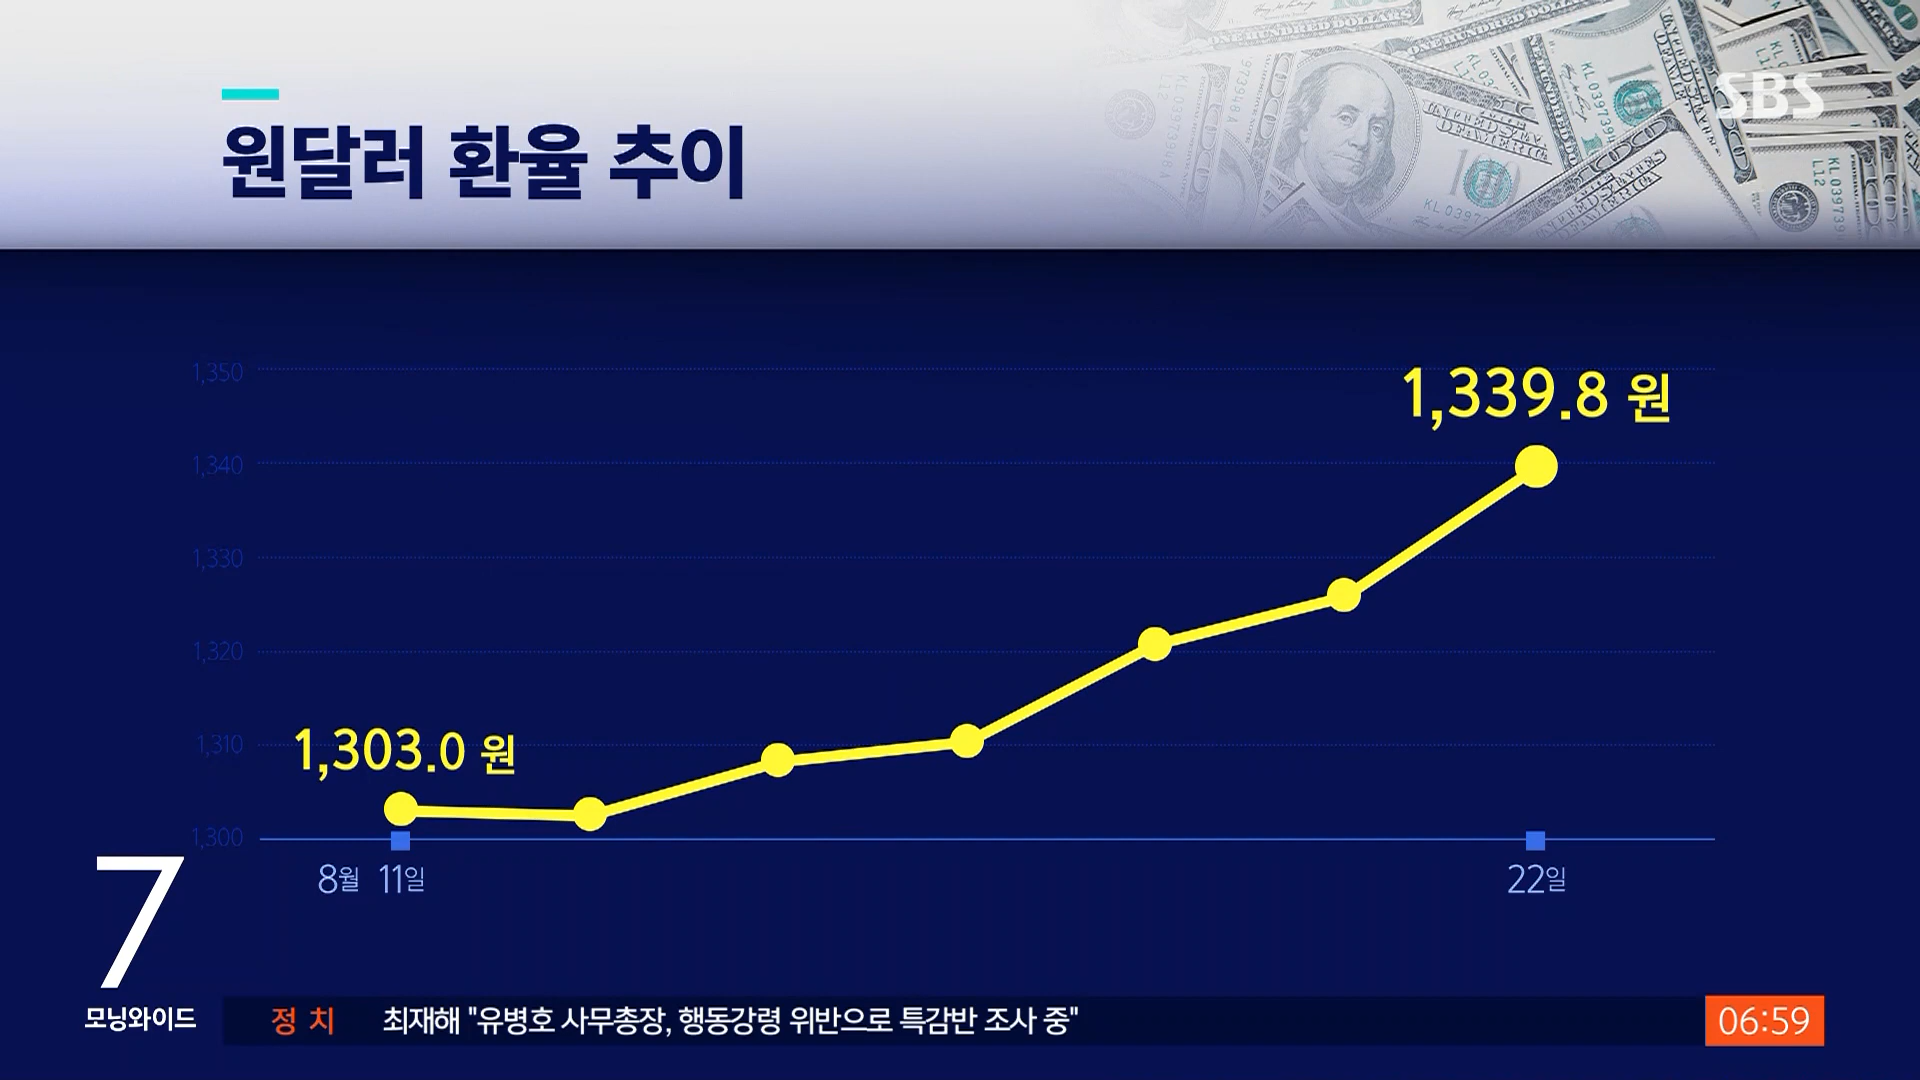 SBS
원달러 환율 추이
1,350
1,340
1,330
1,320
1,310
1,300
1,339.8 원
1,303.0 원
8월 11일
22일
7
모닝와이드
정치 최재해 "유병호 사무총장, 행동강령 위반으로 특감반 조사 중"
06:59